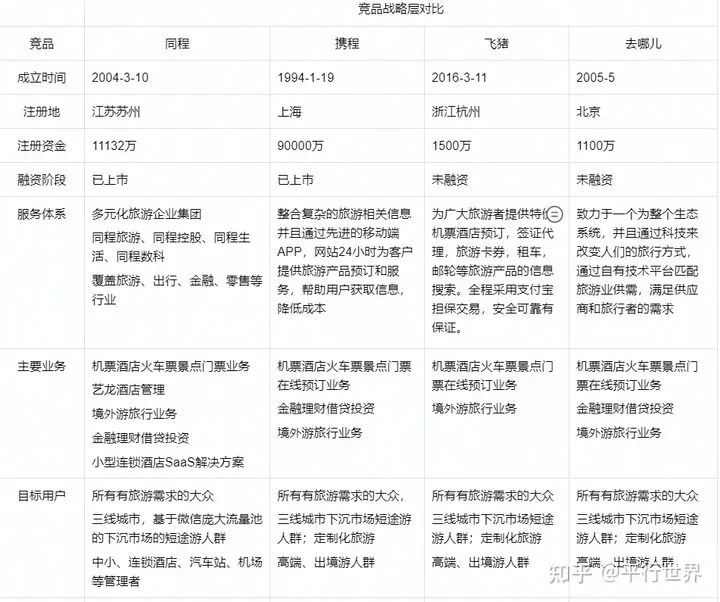 竞品战略层对比
竞品 同程 携程 飞猪 去哪儿
成立时间 2004-3-10 1994-1-19 2016-3-11 2005-5
注册地 江苏苏州 上海 浙江杭州 北京
注册资金 11132万 90000万 1500万 1100万
融资阶段 已上市 已上市 未融资 未融资
服务体系
多元化旅游企业集团
同程旅游、同程控股、同程生
活、同程数科
覆盖旅游、出行、金融、零售等
行业
整合复杂的旅游相关信息
并且通过先进的移动端
APP，网站24小时为客户
提供旅游产品预订和服
务，帮助用户获取信息，
降低成本
为广大旅游者提供特
机票酒店预订，签证代
理，旅游卡券，租车，
邮轮等旅游产品的信息
搜索。全程采用支付宝
担保交易，安全可靠有
保证。
致力于一个为整个生态
系统，并且通过科技来
改变人们的旅行方式，
通过自有技术平台匹配
旅游业供需，满足供应
商和旅行者的需求
主要业务
机票酒店火车票景点门票业务
艺龙酒店管理
境外游旅行业务
金融理财借贷投资
小型连锁酒店SaaS解决方案
机票酒店火车票景点门票
在线预订业务
金融理财借贷投资
境外游旅行业务
机票酒店火车票景点门
票在线预订业务
境外游旅行业务
机票酒店火车票景点门
票在线预订业务
金融理财借贷投资
境外游旅行业务
目标用户
所有有旅游需求的大众
三线城市，基于微信庞大流量池
的下沉市场的短途游人群
中小、连锁酒店、汽车站、机场
等管理者
所有有旅游需求的大众，
三线城市下沉市场短途游
人群；定制化旅游
高端、出境游人群
所有有旅游需求的大众
三线城市下沉市场短途
游人群；定制化旅游
高端、出境游人群
所有有旅游需求的大众
三线城市下沉市场短途
游人群；定制化旅游
高端、出境游人群
知乎 @平行世界